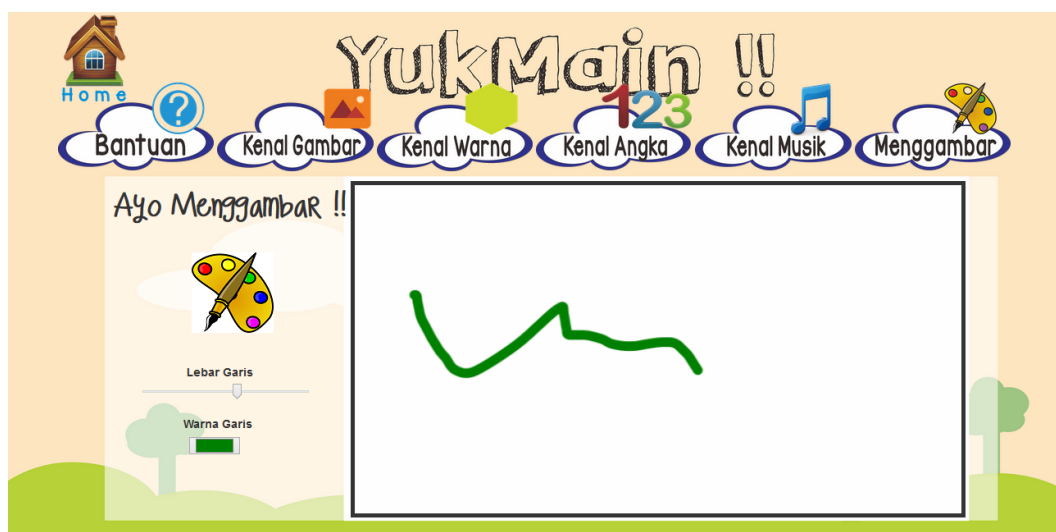 YukMain !!
Home
Bantuan
Kenal Gambar
Kenal Warna
123
Kenal Angka
Kenal Musik
Menggambar
Ayo Menggambar !!
Lebar Garis
Warna Garis